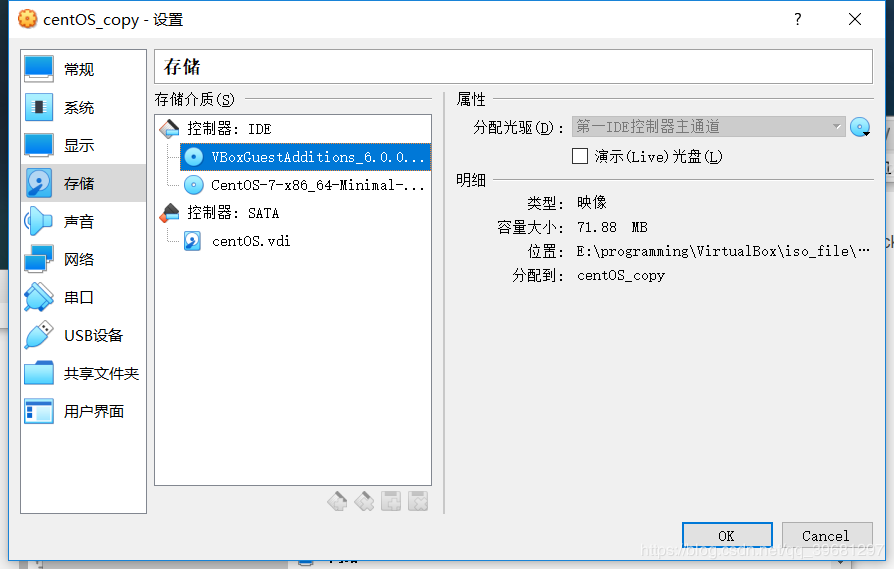 centOS_copy - 设置
常规
系统
显示
存储
声音
网络
串口
USB设备
共享文件夹
用户界面
存储
存储介质(S)
控制器: IDE
VBoxGuestAdditions_6.0.0...
CentOS-7-x86_64-Minimal-...
控制器: SATA
centOS.vdi
属性
分配光驱(D): 第一IDE控制器主通道
演示(Live)光盘(L)
明细
类型: 映像
容量大小: 71.88 MB
位置: E:\programming\VirtualBox\iso_file\...
分配到: centOS_copy
OK
Cancel
https://blog.csdn.net/qq_39681297